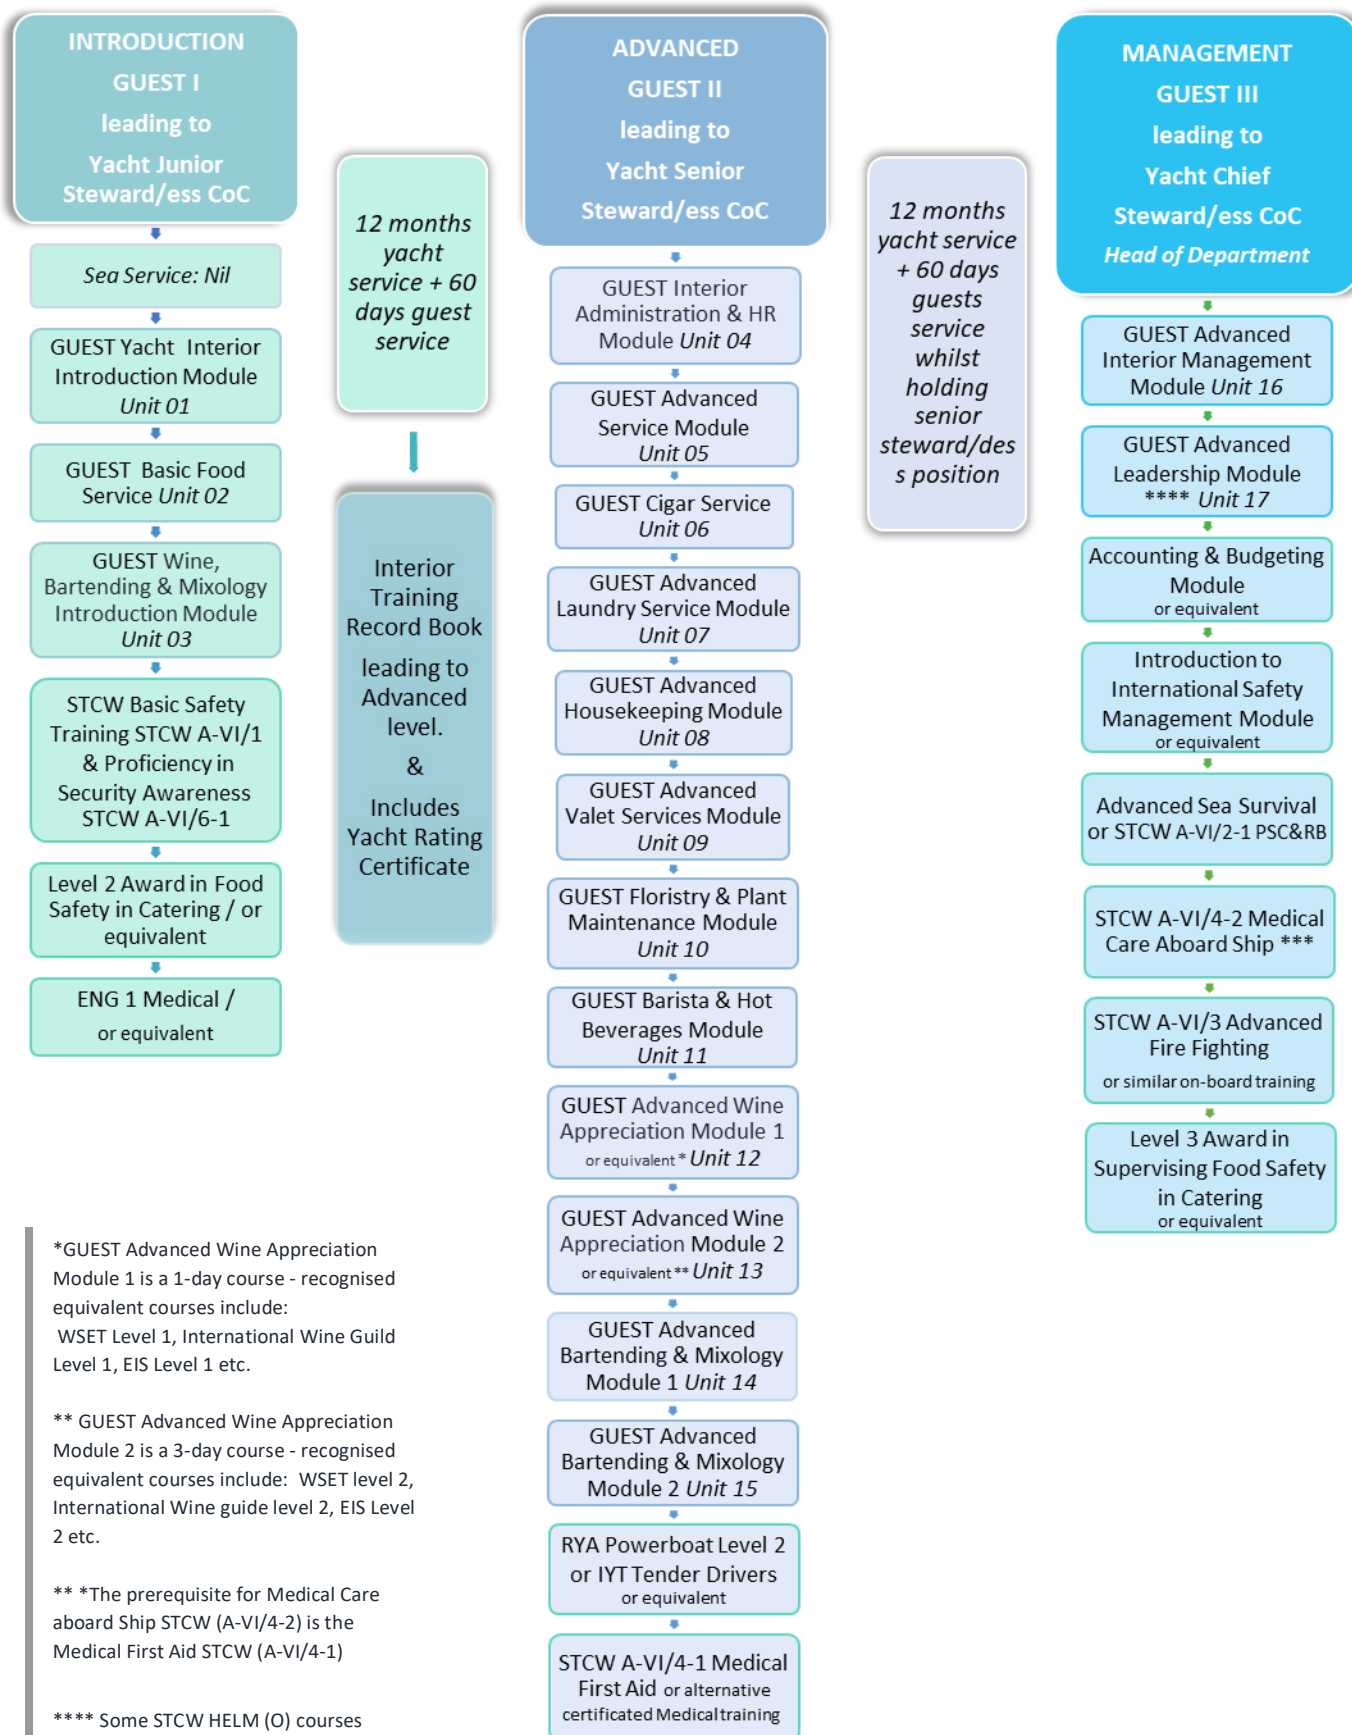 INTRODUCTION
GUEST I
leading to
Yacht Junior
Steward/ess CoC
Sea Service: Nil
GUEST Yacht Interior
Introduction Module
Unit 01
GUEST Basic Food
Service Unit 02
GUEST Wine,
Bartending & Mixology
Introduction Module
Unit 03
STCW Basic Safety
Training STCW A-VI/1
& Proficiency in
Security Awareness
STCW A-VI/6-1
Level 2 Award in Food
Safety in Catering / or
equivalent
ENG 1 Medical /
or equivalent
12 months
yacht
service + 60
days guest
service
Interior
Training
Record Book
leading to
Advanced
level.
&
Includes
Yacht Rating
Certificate
ADVANCED
GUEST II
leading to
Yacht Senior
Steward/ess CoC
GUEST Interior
Administration & HR
Module Unit 04
GUEST Advanced
Service Module
Unit 05
GUEST Cigar Service
Unit 06
GUEST Advanced
Laundry Service Module
Unit 07
GUEST Advanced
Housekeeping Module
Unit 08
GUEST Advanced
Valet Services Module
Unit 09
GUEST Floristry & Plant
Maintenance Module
Unit 10
GUEST Barista & Hot
Beverages Module
Unit 11
GUEST Advanced Wine
Appreciation Module 1
or equivalent * Unit 12
GUEST Advanced Wine
Appreciation Module 2
or equivalent ** Unit 13
GUEST Advanced
Bartending & Mixology
Module 1 Unit 14
GUEST Advanced
Bartending & Mixology
Module 2 Unit 15
RYA Powerboat Level 2
or IYT Tender Drivers
or equivalent
STCW A-VI/4-1 Medical
First Aid or alternative
certificated Medical training
12 months
yacht service
+ 60 days
guests
service
whilst
holding
senior
steward/des
s position
MANAGEMENT
GUEST III
leading to
Yacht Chief
Steward/ess CoC
Head of Department
GUEST Advanced
Interior Management
Module Unit 16
GUEST Advanced
Leadership Module
**** Unit 17
Accounting & Budgeting
Module
or equivalent
Introduction to
International Safety
Management Module
or equivalent
Advanced Sea Survival
or STCW A-VI/2-1 PSC&RB
STCW A-VI/4-2 Medical
Care Aboard Ship ***
STCW A-VI/3 Advanced
Fire Fighting
or similar on-board training
Level 3 Award in
Supervising Food Safety
in Catering
or equivalent
*GUEST Advanced Wine Appreciation
Module 1 is a 1-day course - recognised
equivalent courses include:
WSET Level 1, International Wine Guild
Level 1, EIS Level 1 etc.
** GUEST Advanced Wine Appreciation
Module 2 is a 3-day course - recognised
equivalent courses include: WSET level 2,
International Wine guide level 2, EIS Level
2 etc.
** *The prerequisite for Medical Care
aboard Ship STCW (A-VI/4-2) is the
Medical First Aid STCW (A-VI/4-1)
**** Some STCW HELM (O) courses